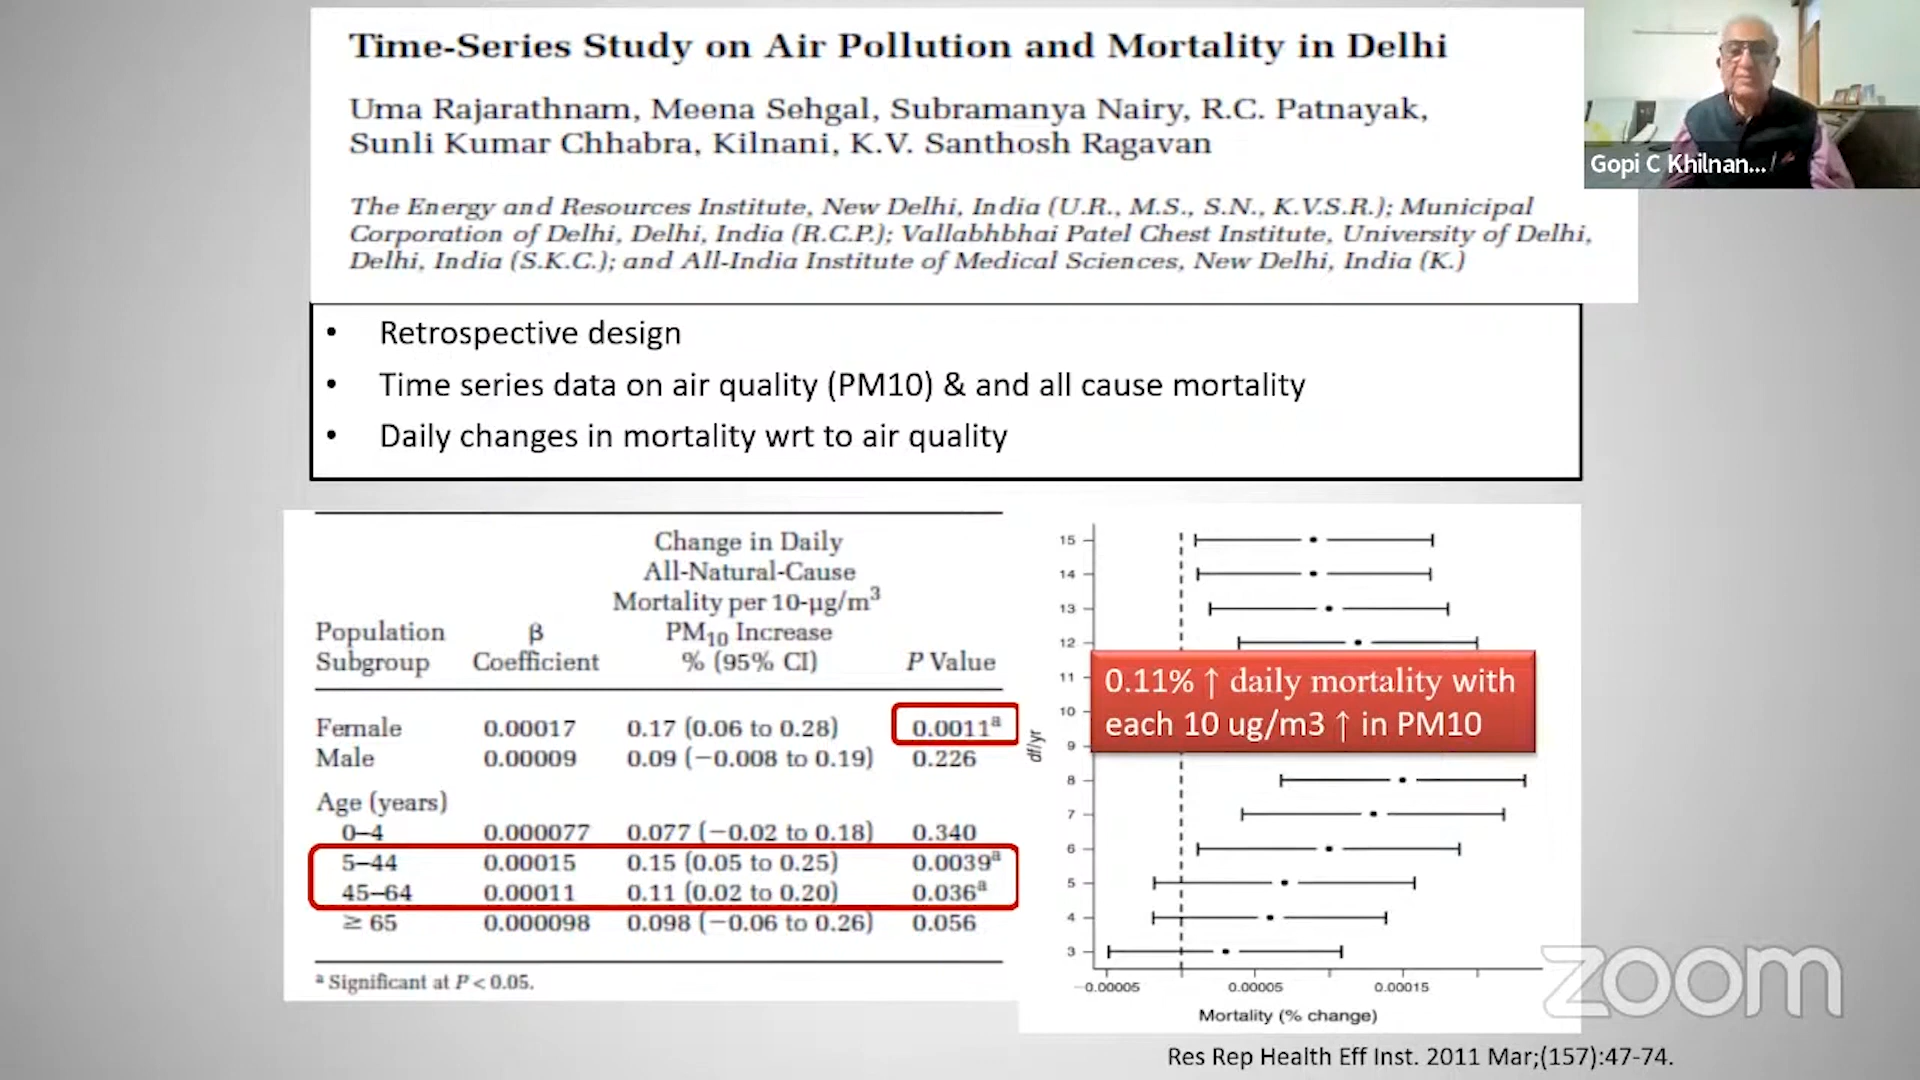 Time-Series Study on Air Pollution and Mortality in Delhi
Uma Rajarathnam, Meena Sehgal, Subramanya Nairy, R.C. Patnayak,
Sunli Kumar Chhabra, Kilnani, K.V. Santhosh Ragavan
The Energy and Resources Institute, New Delhi, India (U.R., M.S., S.N., K.V.S.R.); Municipal
Corporation of Delhi, Delhi, India (R.C.P.); Vallabhbhai Patel Chest Institute, University of Delhi,
Delhi, India (S.K.C.); and All-India Institute of Medical Sciences, New Delhi, India (K.)
Gopi C Khilnan...
• Retrospective design
• Time series data on air quality (PM10) & and all cause mortality
• Daily changes in mortality wrt to air quality
Change in Daily
All-Natural-Cause
Mortality per 10-μg/m³
Population β PM₁₀ Increase
Subgroup Coefficient % (95% CI) P Value
Female 0.00017 0.17 (0.06 to 0.28) 0.0011ᵃ
Male 0.00009 0.09 (−0.008 to 0.19) 0.226
Age (years)
0–4 0.000077 0.077 (−0.02 to 0.18) 0.340
5–44 0.00015 0.15 (0.05 to 0.25) 0.0039ᵃ
45–64 0.00011 0.11 (0.02 to 0.20) 0.036ᵃ
≥ 65 0.000098 0.098 (−0.06 to 0.26) 0.056
ᵃ Significant at P < 0.05.
15
14
13
12
11
10
9
8
7
6
5
4
3
df/yr
0.11% ↑ daily mortality with
each 10 ug/m3 ↑ in PM10
−0.00005 0.00005 0.00015
Mortality (% change)
zoom
Res Rep Health Eff Inst. 2011 Mar;(157):47-74.